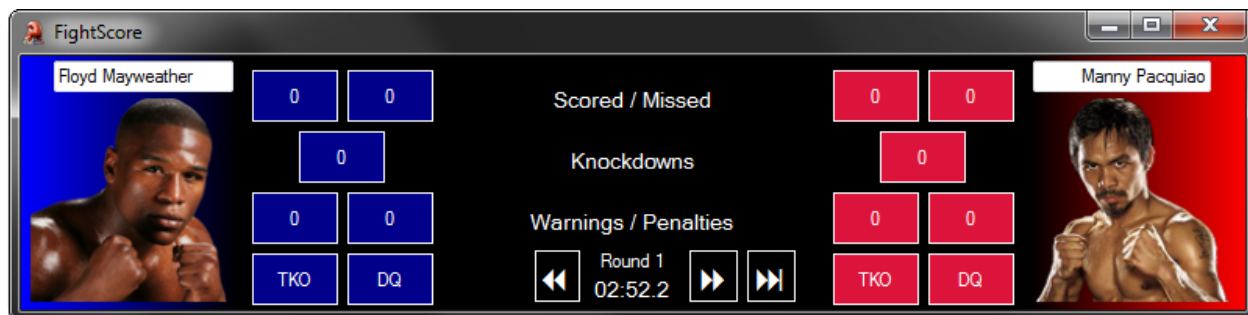 FightScore
Floyd Mayweather
Manny Pacquiao
0 0 Scored / Missed 0 0
0 Knockdowns 0
0 0 Warnings / Penalties 0 0
TKO DQ Round 1 TKO DQ
02:52.2